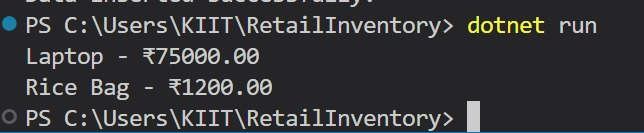 PS C:\Users\KIIT\RetailInventory> dotnet run
Laptop - ₹75000.00
Rice Bag - ₹1200.00
PS C:\Users\KIIT\RetailInventory>